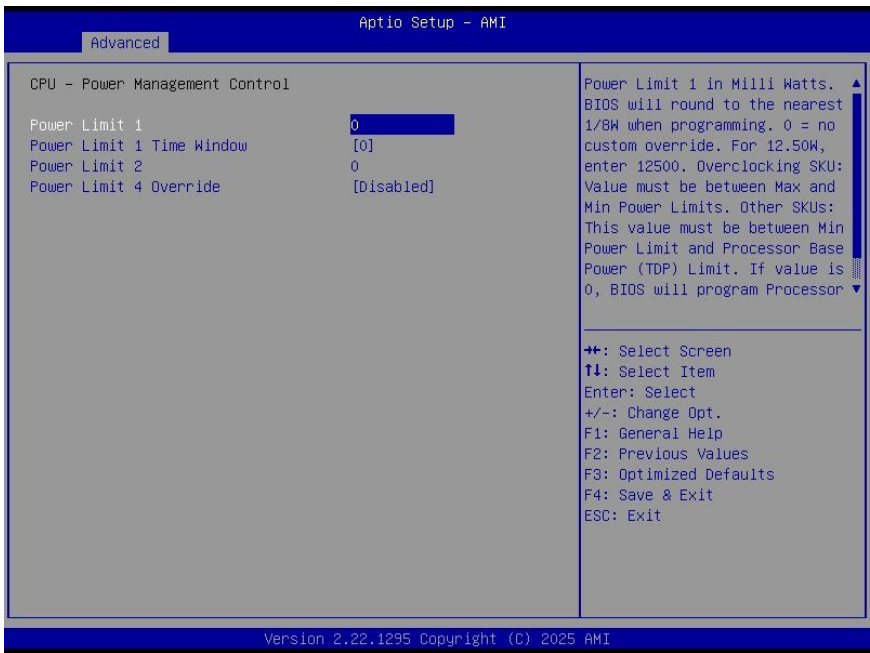 Aptio Setup - AMI
Advanced
CPU - Power Management Control
Power Limit 1 0
Power Limit 1 Time Window [0]
Power Limit 2 0
Power Limit 4 Override [Disabled]
Power Limit 1 in Milli Watts.
BIOS will round to the nearest
1/8W when programming. 0 = no
custom override. For 12.50W,
enter 12500. Overclocking SKU:
Value must be between Max and
Min Power Limits. Other SKUs:
This value must be between Min
Power Limit and Processor Base
Power (TDP) Limit. If value is
0, BIOS will program Processor
→←: Select Screen
↑↓: Select Item
Enter: Select
+/-: Change Opt.
F1: General Help
F2: Previous Values
F3: Optimized Defaults
F4: Save & Exit
ESC: Exit
Version 2.22.1295 Copyright (C) 2025 AMI